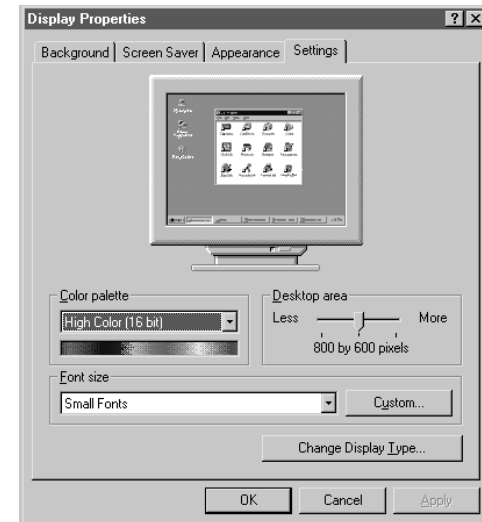 Display Properties
Background Screen Saver Appearance Settings
Color palette
High Color (16 bit)
Desktop area
Less More
800 by 600 pixels
Font size
Small Fonts
Custom...
Change Display Type...
OK Cancel Apply